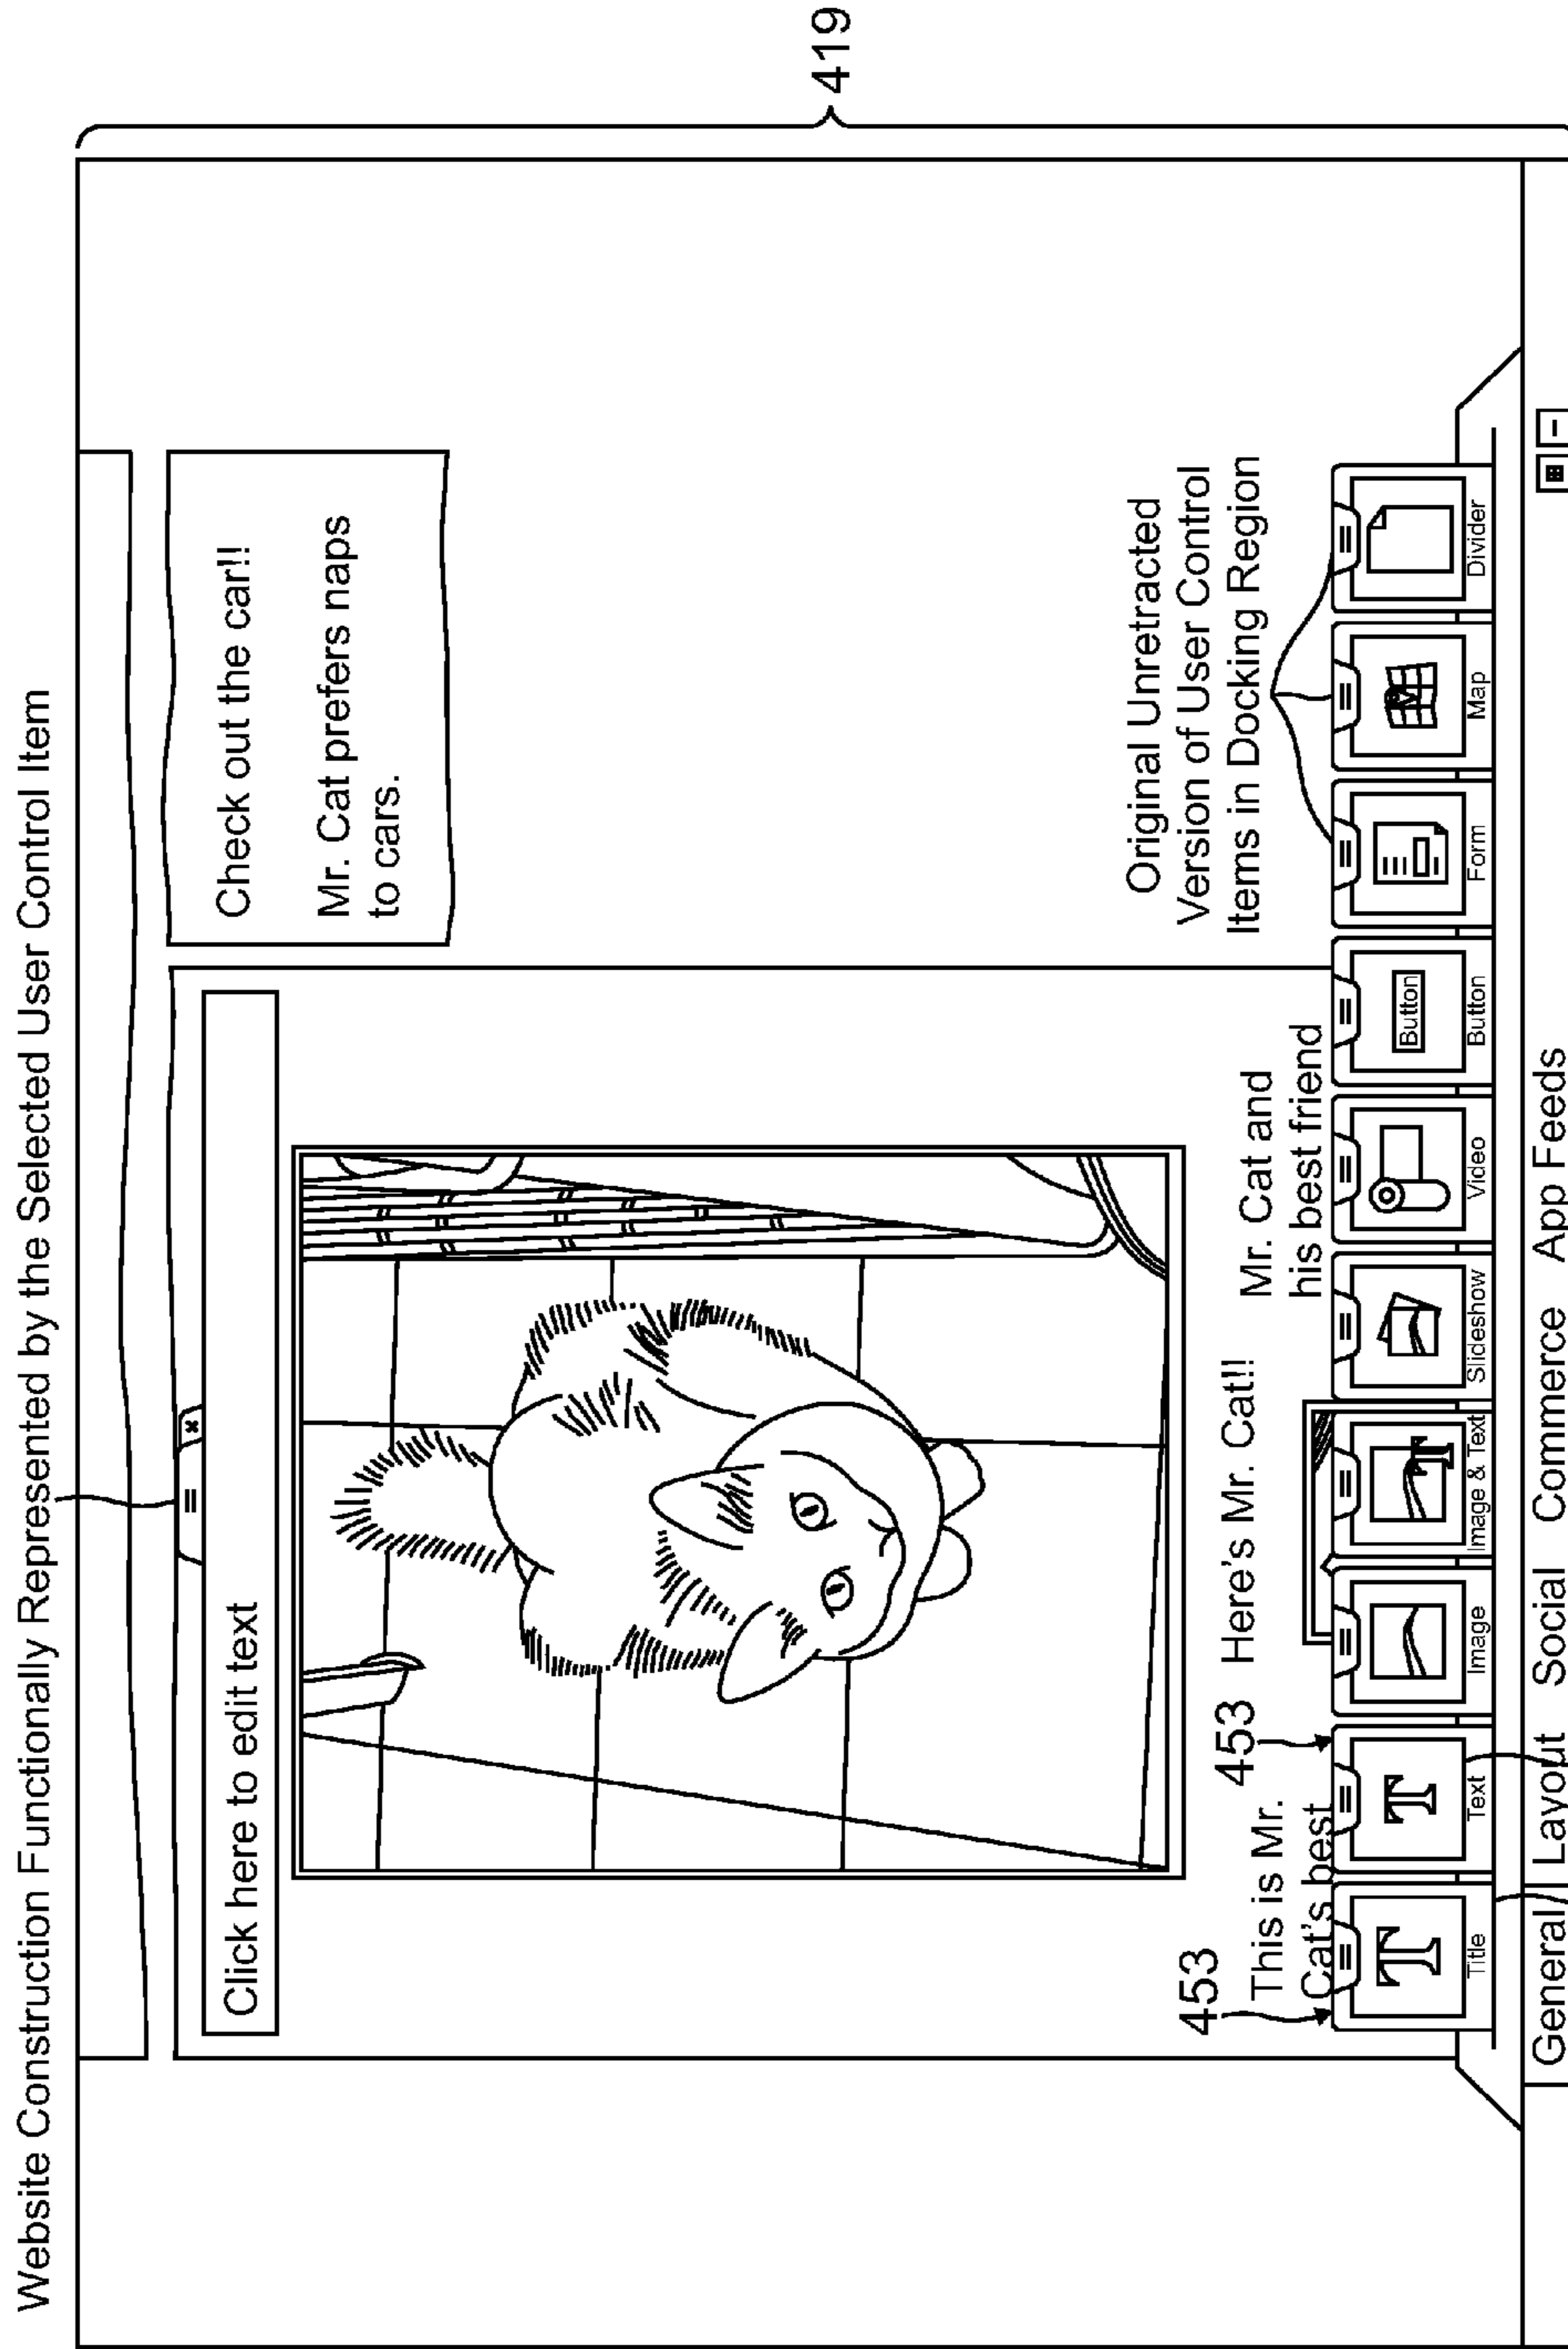 Website Construction Functionally Represented by the Selected User Control Item
419
Click here to edit text
Check out the car!!
Mr. Cat prefers naps
to cars.
453
This is Mr.
Cat's best
453
Here's Mr. Cat!!
Mr. Cat and
his best friend
Original Unretracted
Version of User Control
Items in Docking Region
T
T
T
Button
M
Title
Text
Image
Image & Text
Slideshow
Video
Button
Form
Map
Divider
General
Layout
Social
Commerce
App Feeds